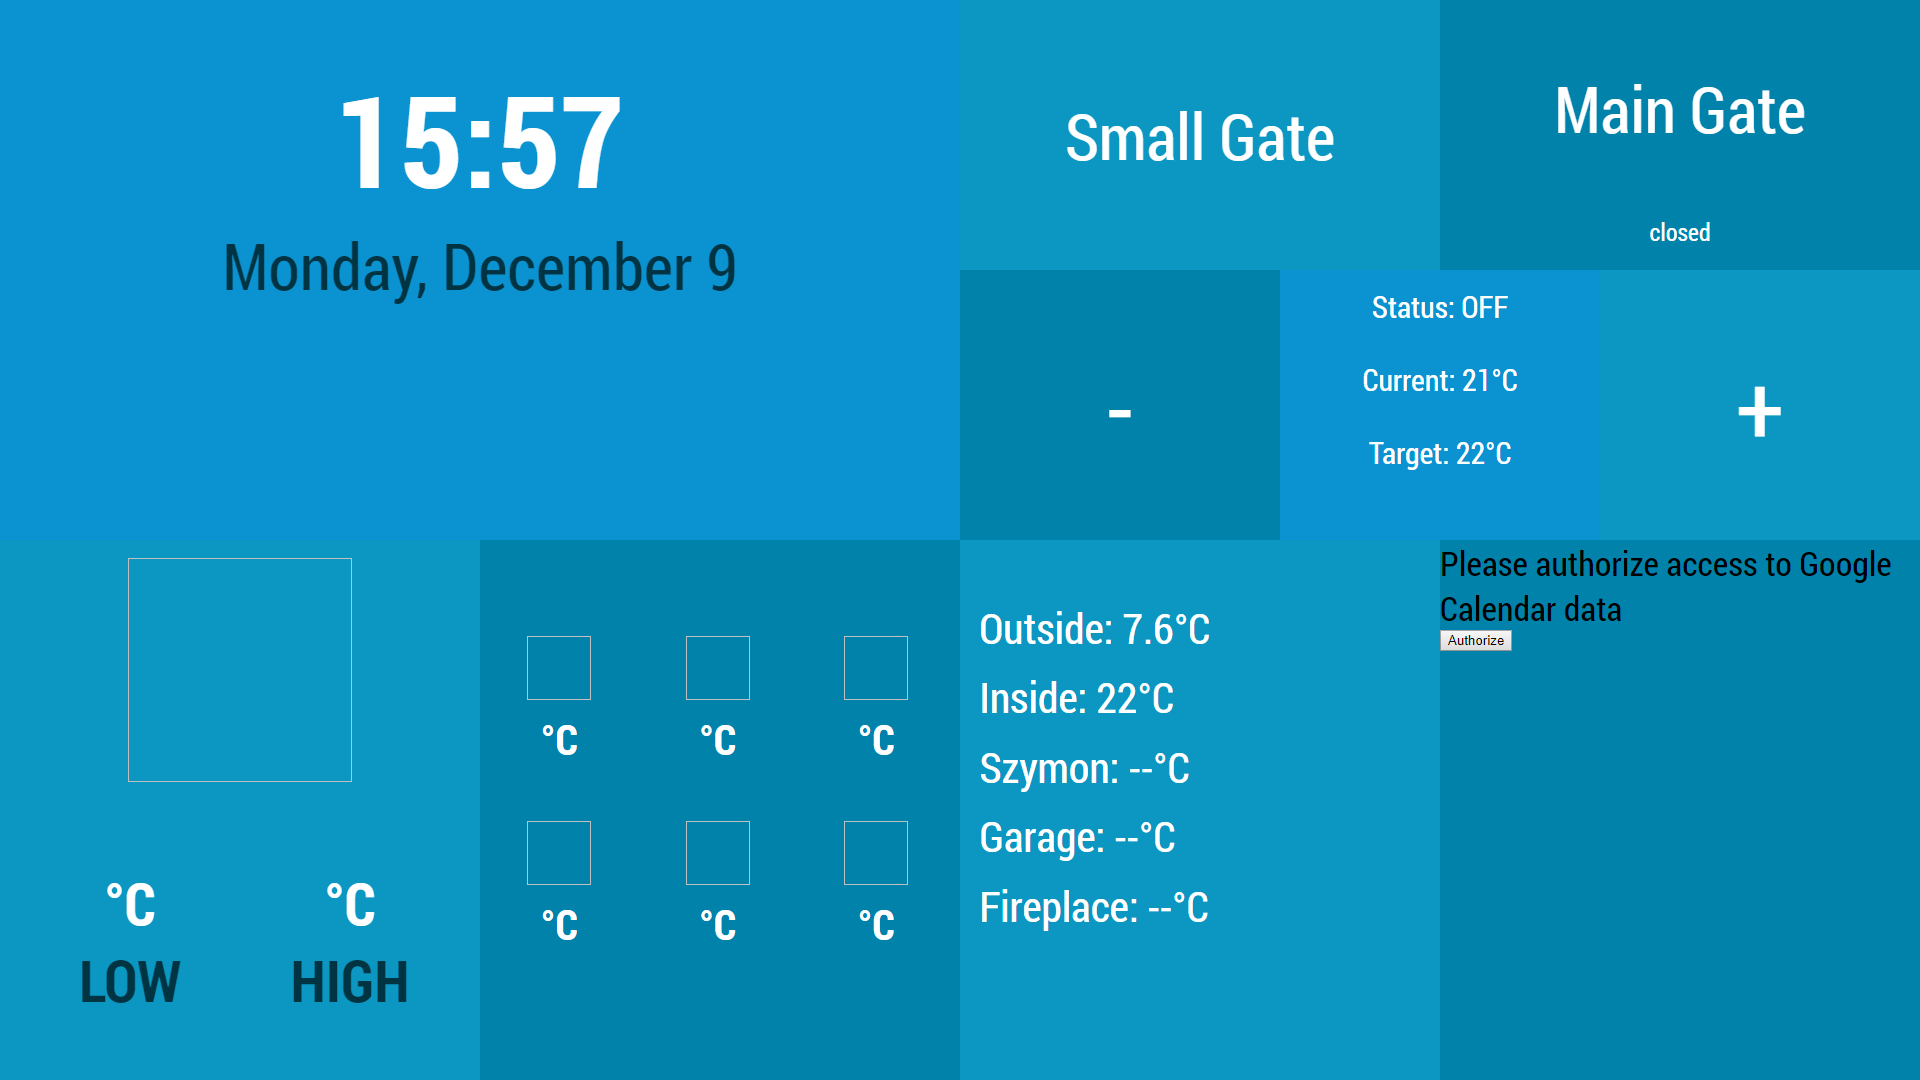 15:57
Monday, December 9
Small Gate
Main Gate
closed
-
Status: OFF
Current: 21°C
Target: 22°C
+
°C
LOW
°C
HIGH
°C
°C
°C
°C
°C
°C
Outside: 7.6°C
Inside: 22°C
Szymon: --°C
Garage: --°C
Fireplace: --°C
Please authorize access to Google
Calendar data
Authorize